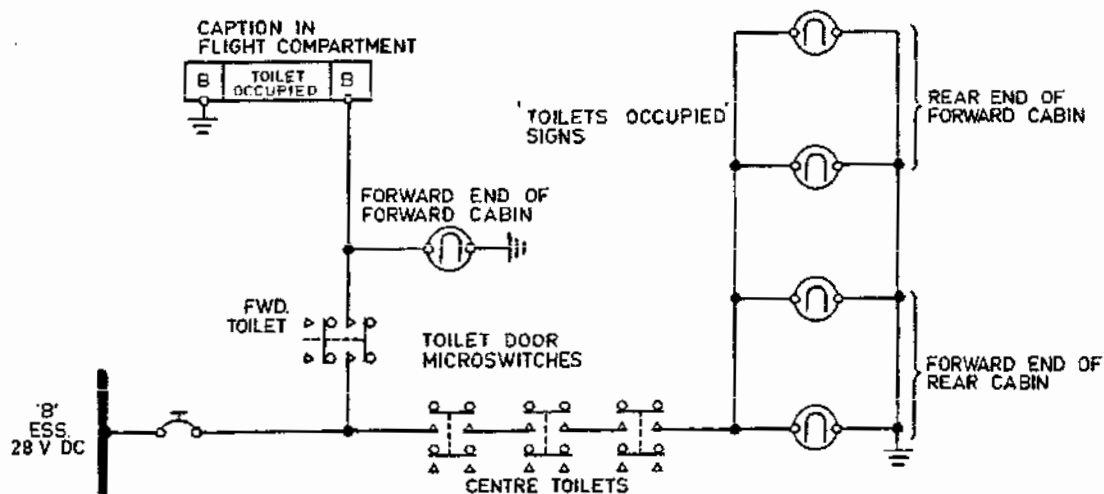 CAPTION IN
FLIGHT COMPARTMENT
B TOILET OCCUPIED B
'TOILETS OCCUPIED'
SIGNS
REAR END OF
FORWARD CABIN
FORWARD END OF
FORWARD CABIN
FWD.
TOILET
TOILET DOOR
MICROSWITCHES
FORWARD END OF
REAR CABIN
'B'
ESS.
28 V DC
CENTRE TOILETS